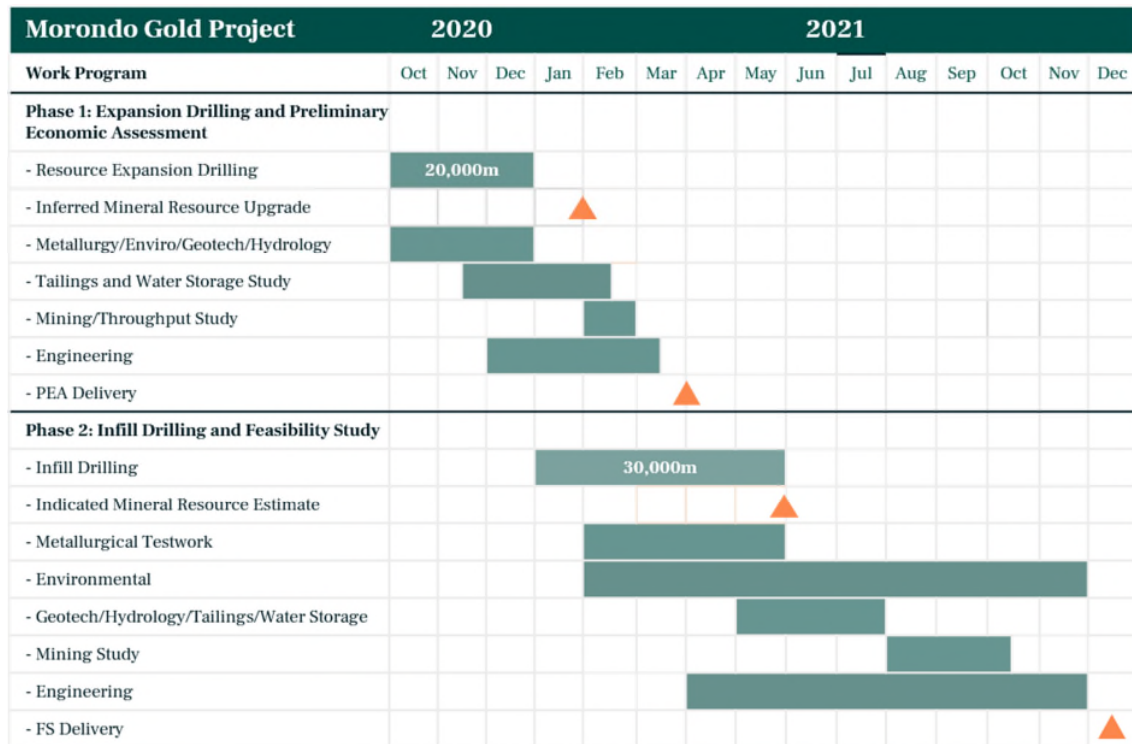 Morondo Gold Project 2020 2021
Work Program Oct Nov Dec Jan Feb Mar Apr May Jun Jul Aug Sep Oct Nov Dec
Phase 1: Expansion Drilling and Preliminary
Economic Assessment
- Resource Expansion Drilling 20,000m
- Inferred Mineral Resource Upgrade
- Metallurgy/Enviro/Geotech/Hydrology
- Tailings and Water Storage Study
- Mining/Throughput Study
- Engineering
- PEA Delivery
Phase 2: Infill Drilling and Feasibility Study
- Infill Drilling 30,000m
- Indicated Mineral Resource Estimate
- Metallurgical Testwork
- Environmental
- Geotech/Hydrology/Tailings/Water Storage
- Mining Study
- Engineering
- FS Delivery